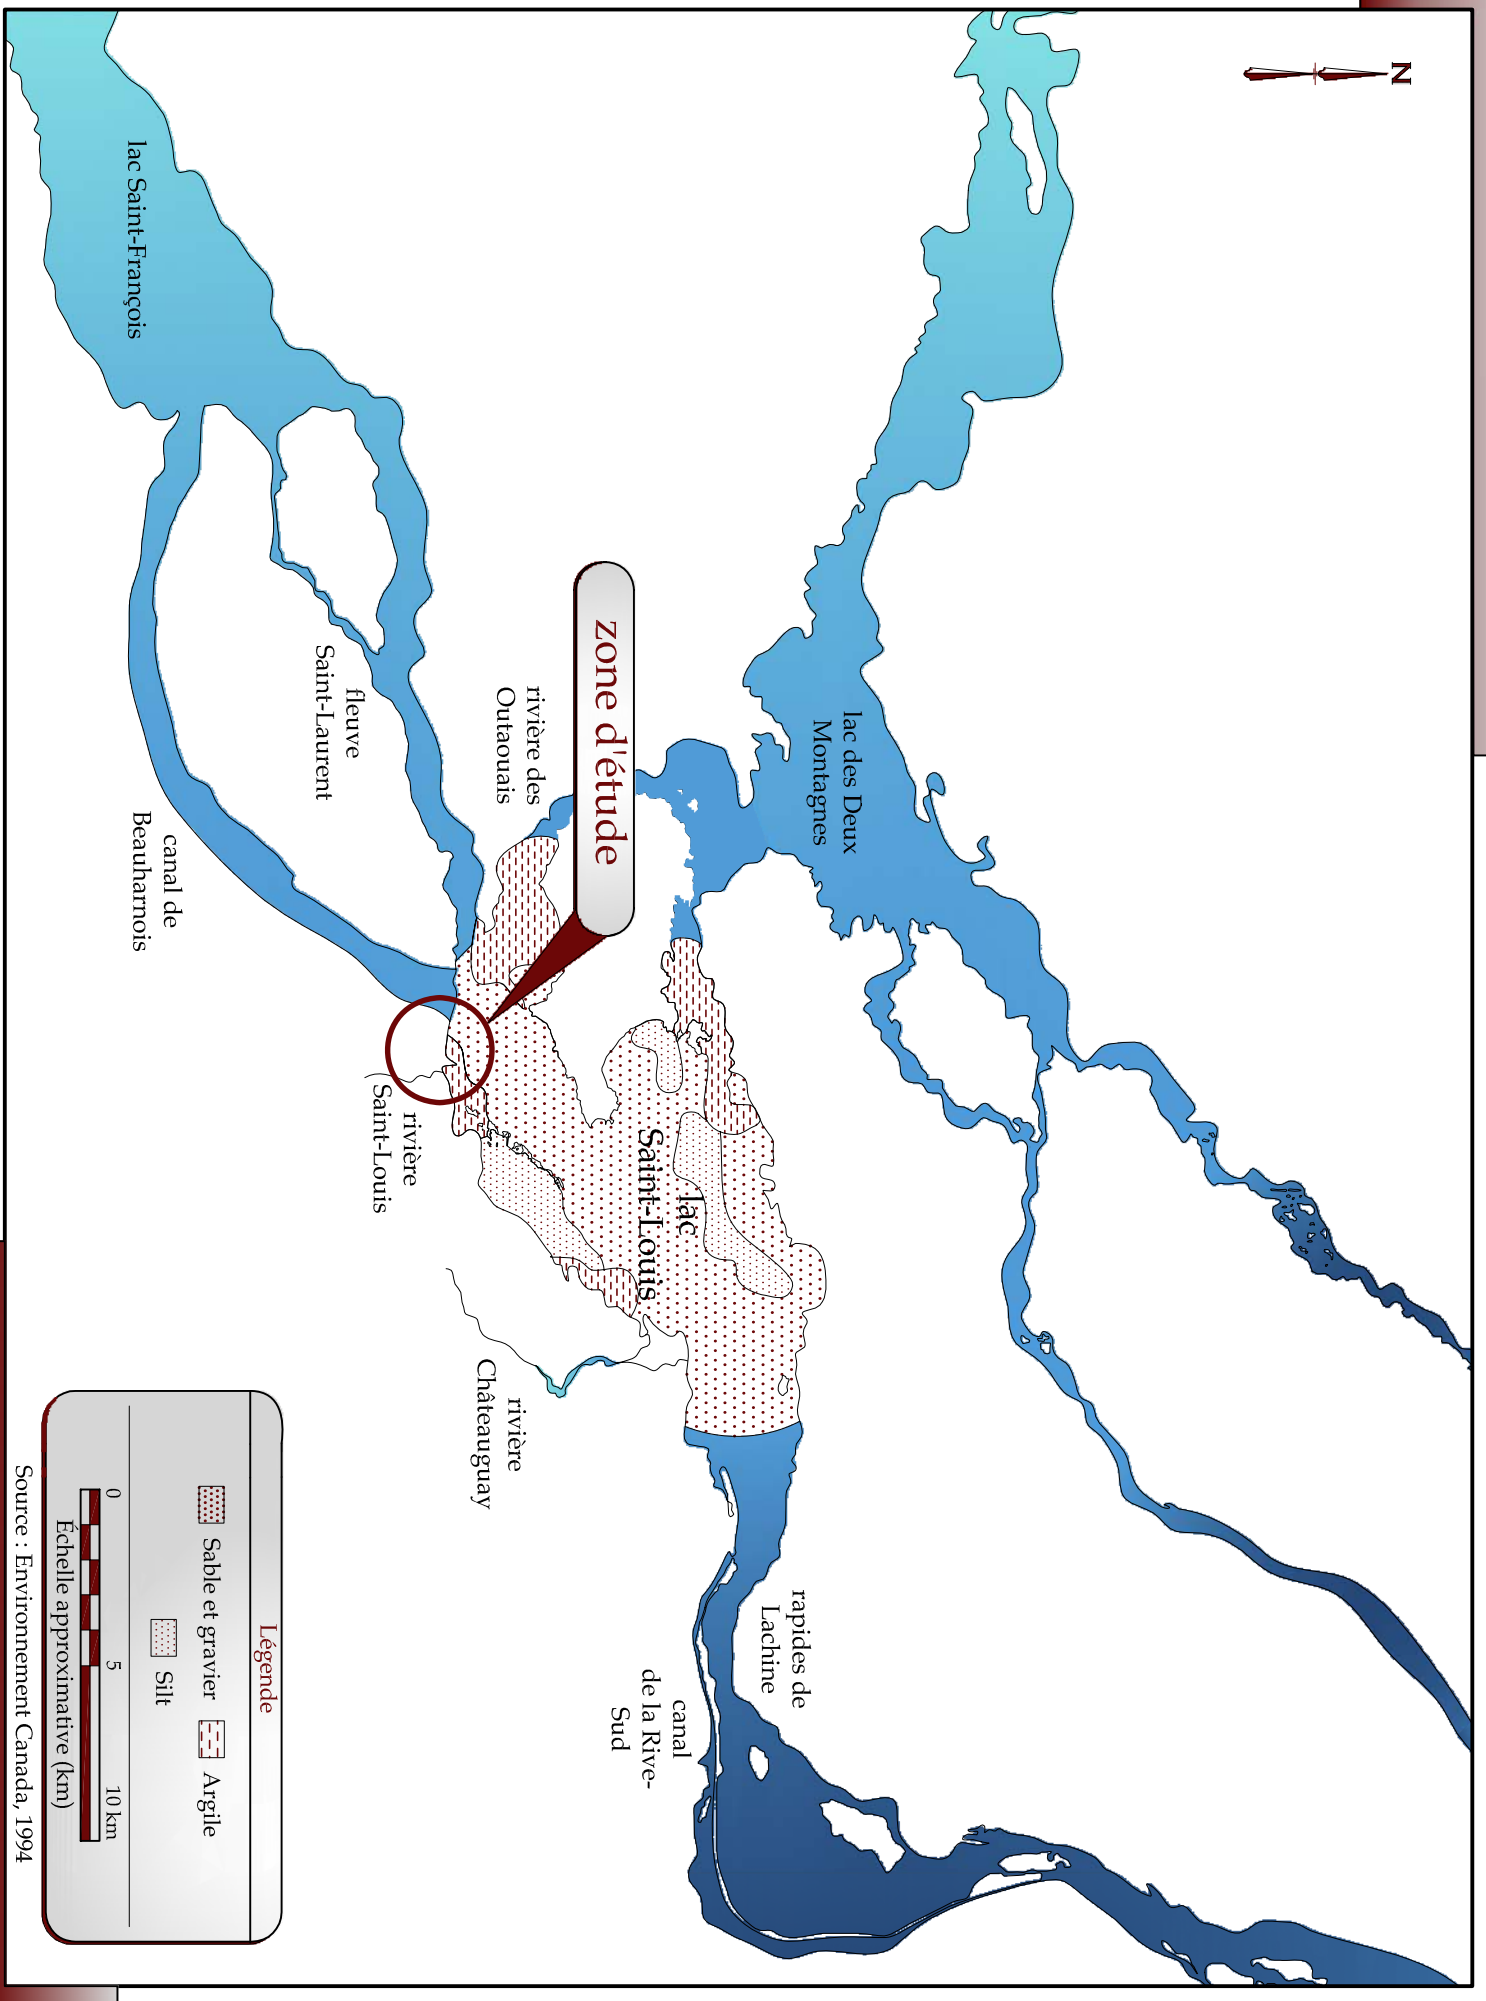 N
lac des Deux
Montagnes
rapides de
Lachine
lac
Saint-Louis
canal
de la Rive-
Sud
zone d'étude
rivière des
Outaouais
rivière
Châteauguay
rivière
Saint-Louis
fleuve
Saint-Laurent
canal de
Beauharnois
lac Saint-François
Légende
Sable et gravier
Argile
Silt
0
5
10 km
Échelle approximative (km)
Source : Environnement Canada, 1994